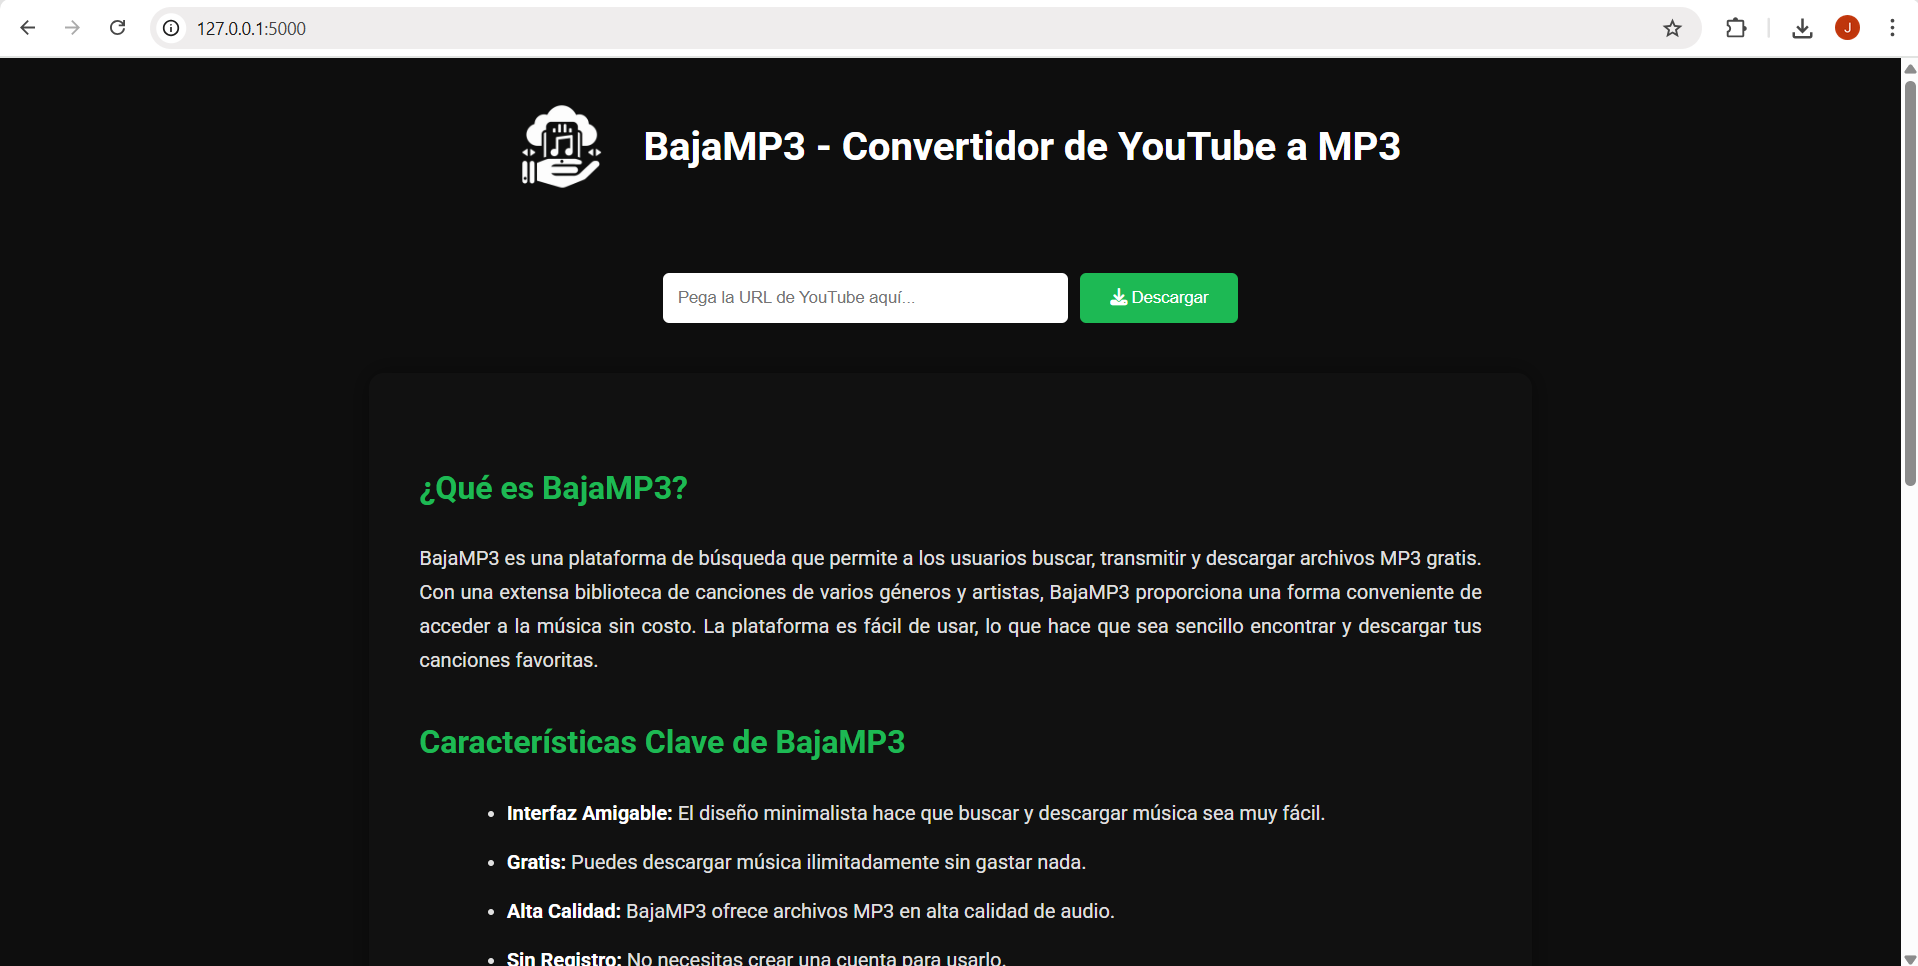 127.0.0.1:5000
J
BajaMP3 - Convertidor de YouTube a MP3
Pega la URL de YouTube aquí...
Descargar
¿Qué es BajaMP3?
BajaMP3 es una plataforma de búsqueda que permite a los usuarios buscar, transmitir y descargar archivos MP3 gratis.
Con una extensa biblioteca de canciones de varios géneros y artistas, BajaMP3 proporciona una forma conveniente de
acceder a la música sin costo. La plataforma es fácil de usar, lo que hace que sea sencillo encontrar y descargar tus
canciones favoritas.
Características Clave de BajaMP3
• Interfaz Amigable: El diseño minimalista hace que buscar y descargar música sea muy fácil.
• Gratis: Puedes descargar música ilimitadamente sin gastar nada.
• Alta Calidad: BajaMP3 ofrece archivos MP3 en alta calidad de audio.
• Sin Registro: No necesitas crear una cuenta para usarlo.